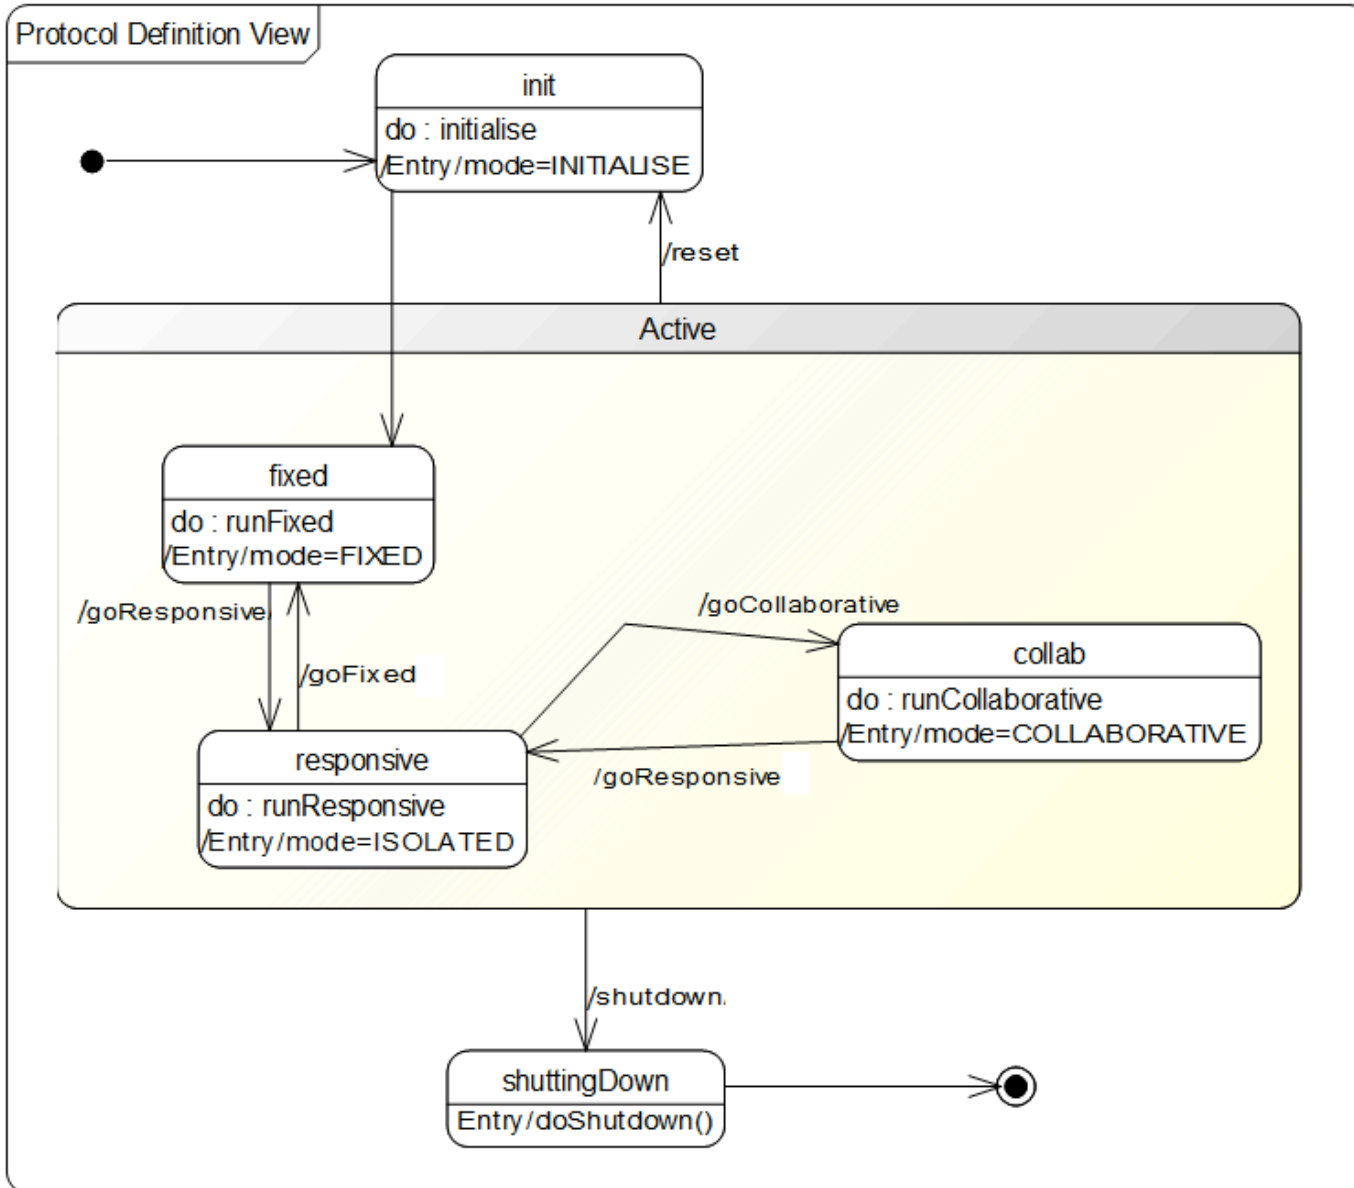 Protocol Definition View
init
do : initialise
/Entry/mode=INITIALISE
/reset
Active
fixed
do : runFixed
/Entry/mode=FIXED
/goResponsive
/goCollaborative
/goFixed
collab
do : runCollaborative
/Entry/mode=COLLABORATIVE
responsive
do : runResponsive
/Entry/mode=ISOLATED
/goResponsive
/shutdown
shuttingDown
Entry/doShutdown()